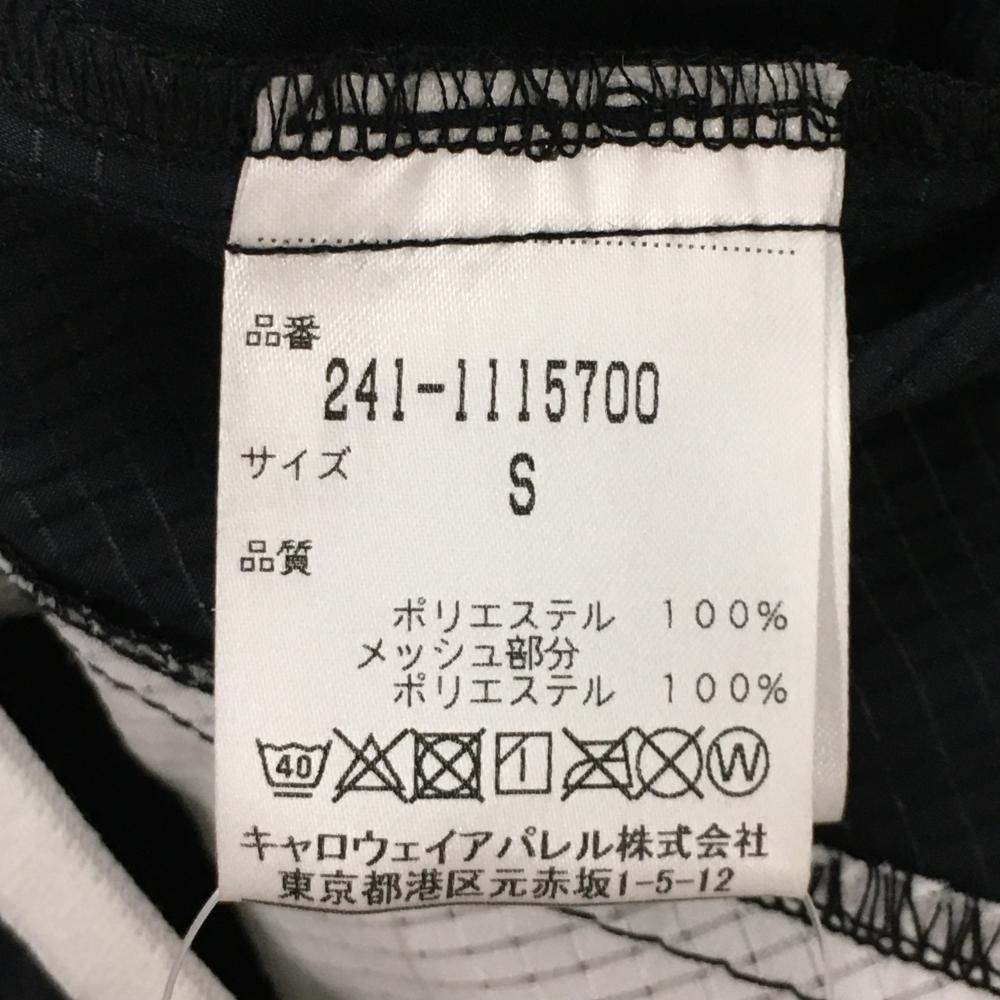 品番
241-1115700
サイズ S
品質
ポリエステル 100%
メッシュ部分
ポリエステル 100%
40 W
キャロウェイアパレル株式会社
東京都港区元赤坂1-5-12